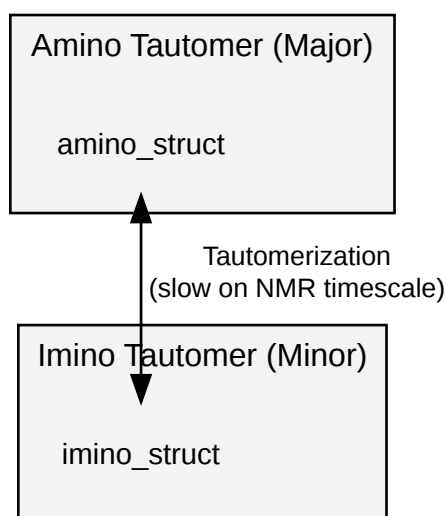 Amino Tautomer (Major)
amino_struct
Tautomerization
(slow on NMR timescale)
Imino Tautomer (Minor)
imino_struct